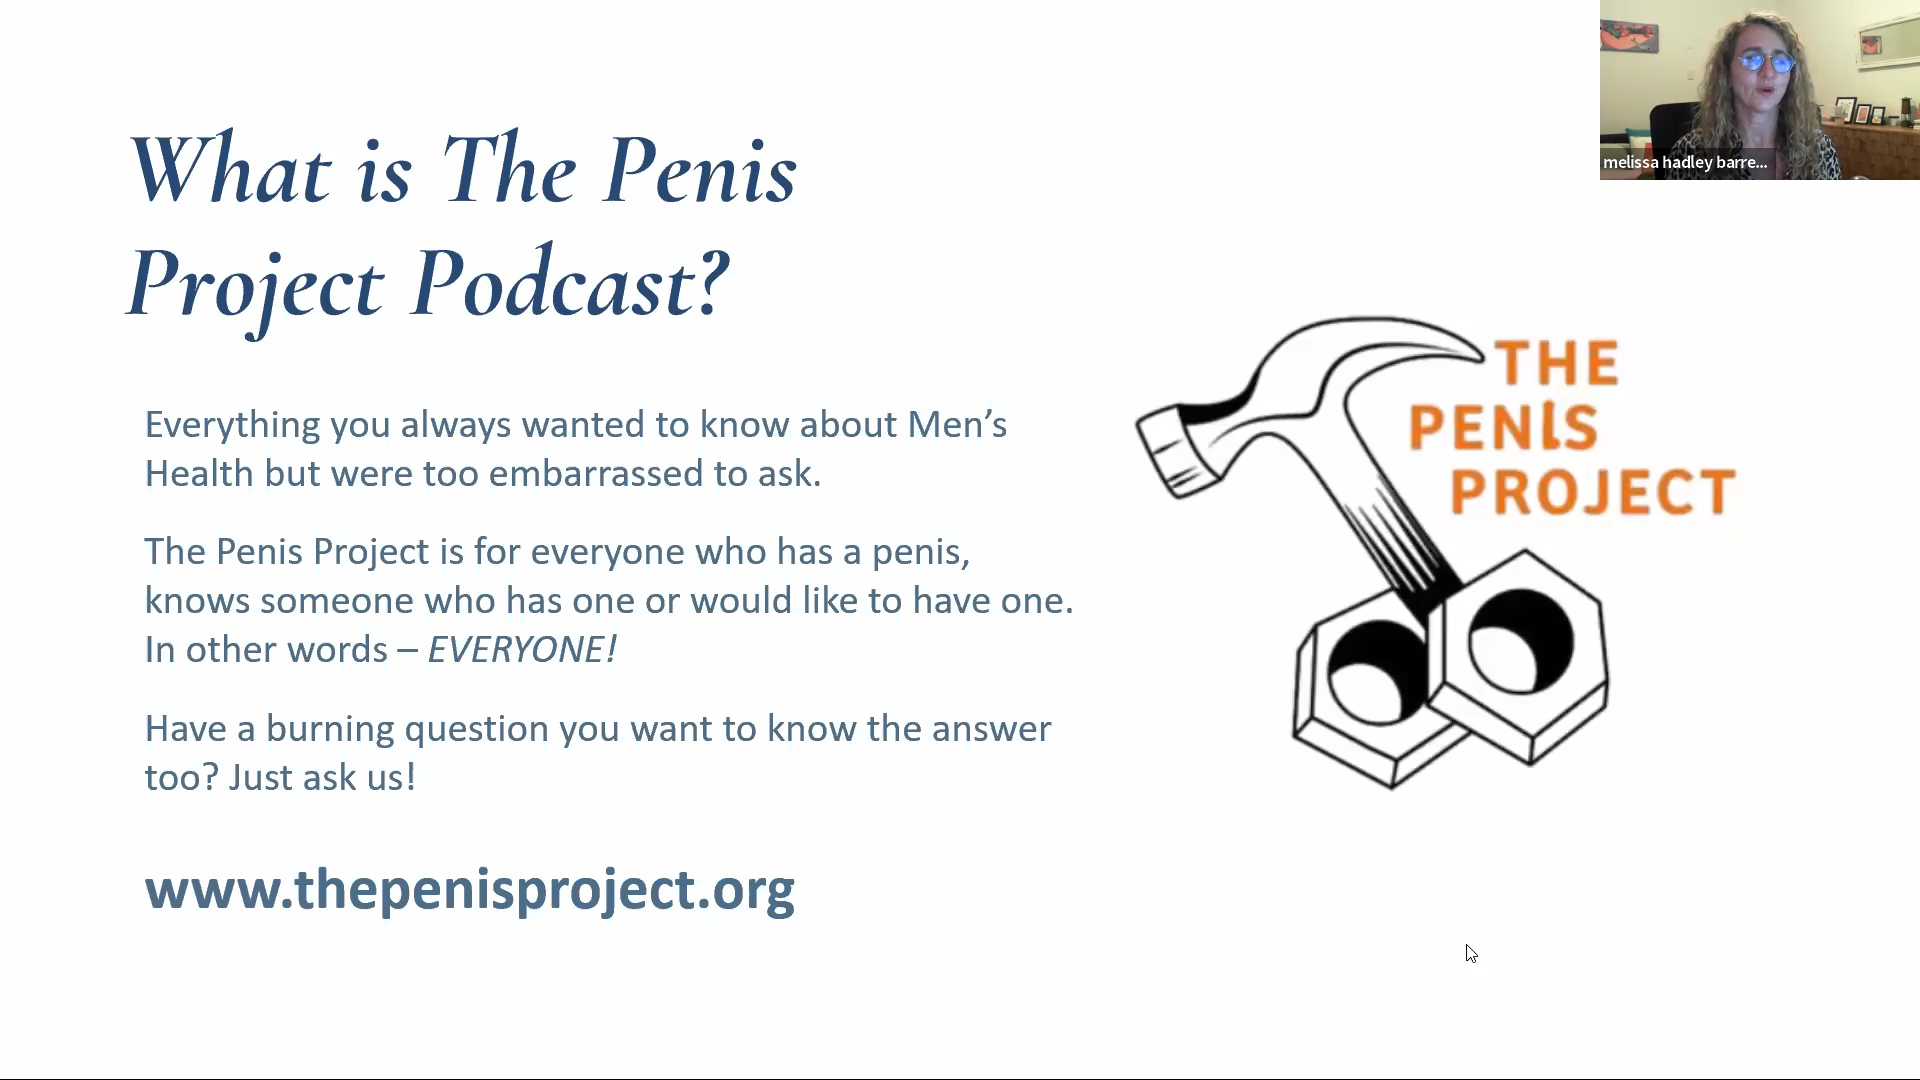 What is The Penis
Project Podcast?
Everything you always wanted to know about Men's
Health but were too embarrassed to ask.
The Penis Project is for everyone who has a penis,
knows someone who has one or would like to have one.
In other words – EVERYONE!
Have a burning question you want to know the answer
too? Just ask us!
www.thepenisproject.org
THE
PENIS
PROJECT
melissa hadley barre...